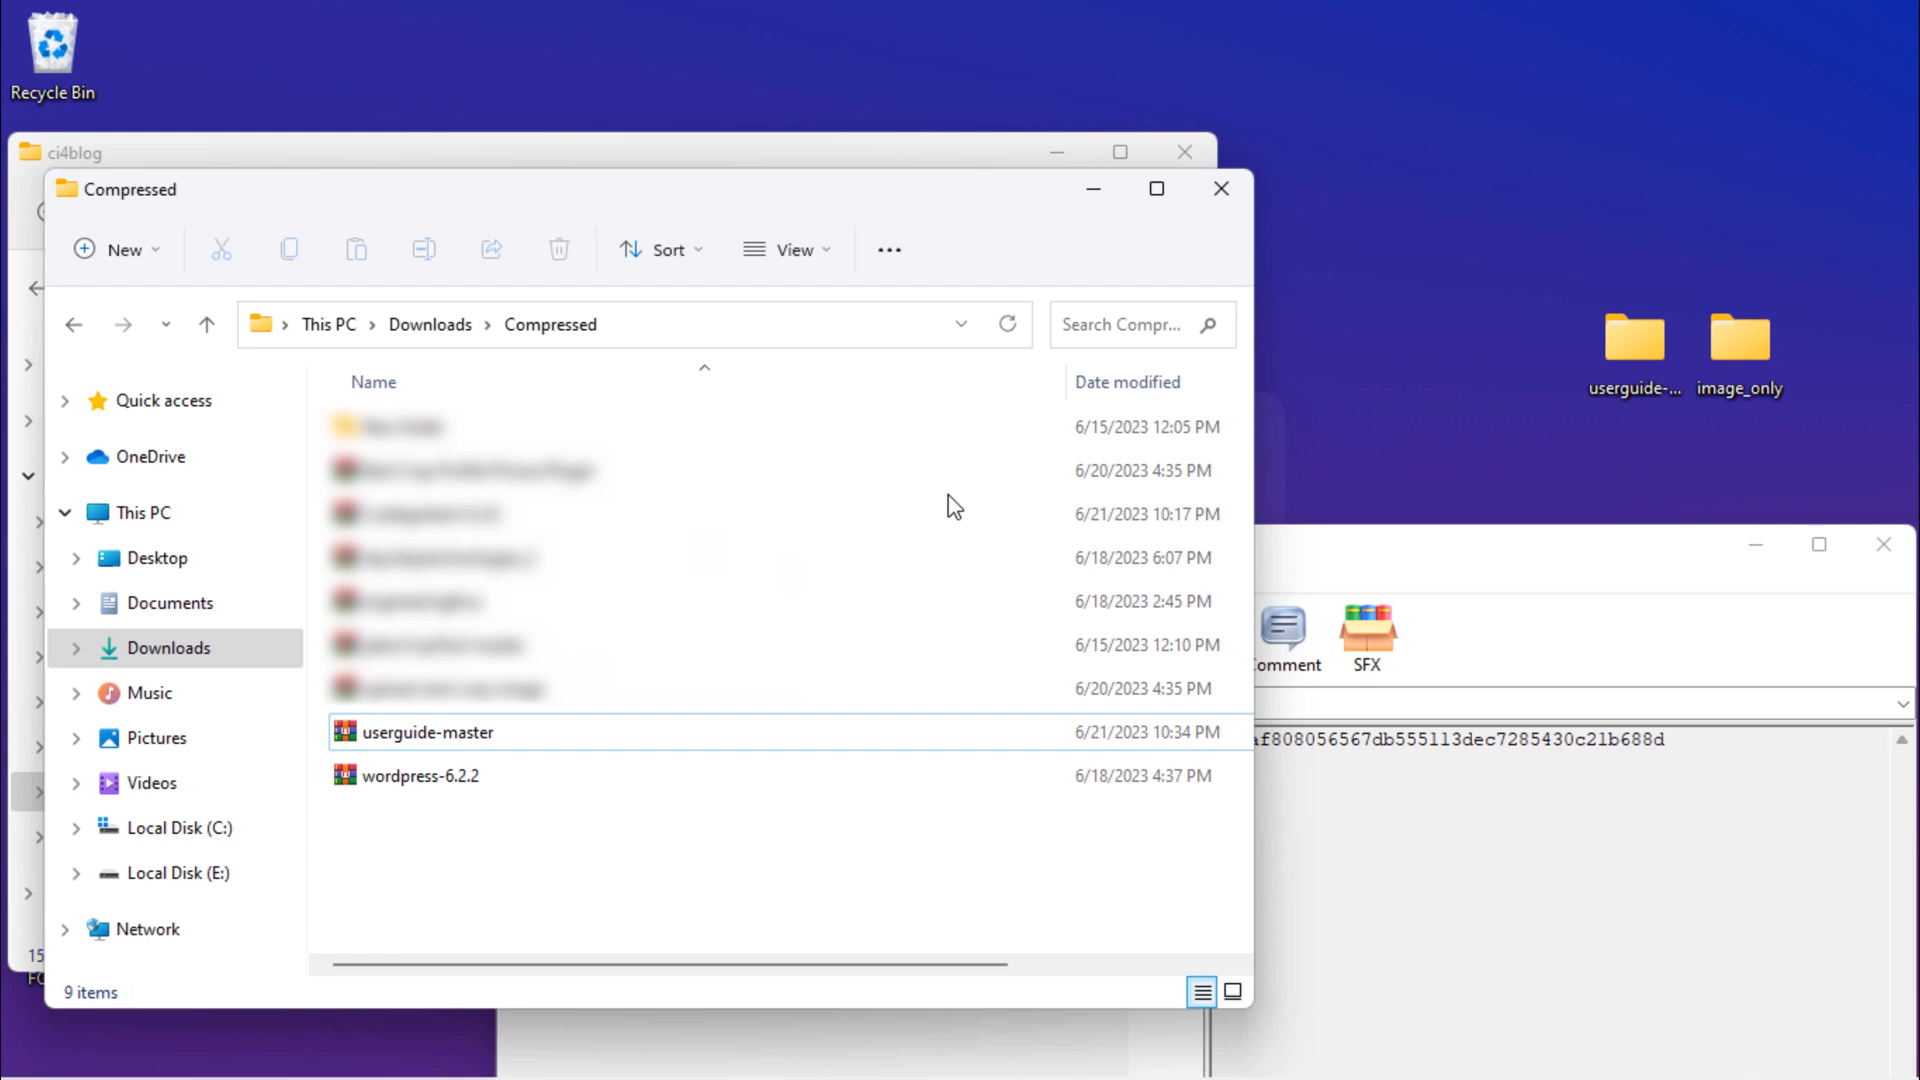 Recycle Bin
ci4blog
Compressed
New
Sort
View
This PC
Downloads
Compressed
Search Compr...
Name
Date modified
Quick access
OneDrive
This PC
Desktop
Documents
Downloads
Music
Pictures
Videos
Local Disk (C:)
Local Disk (E:)
Network
6/15/2023 12:05 PM
6/20/2023 4:35 PM
6/21/2023 10:17 PM
6/18/2023 6:07 PM
6/18/2023 2:45 PM
6/15/2023 12:10 PM
6/20/2023 4:35 PM
userguide-master 6/21/2023 10:34 PM
wordpress-6.2.2 6/18/2023 4:37 PM
9 items
15
userguide-...
image_only
omment
SFX
af808056567db555113dec7285430c21b688d